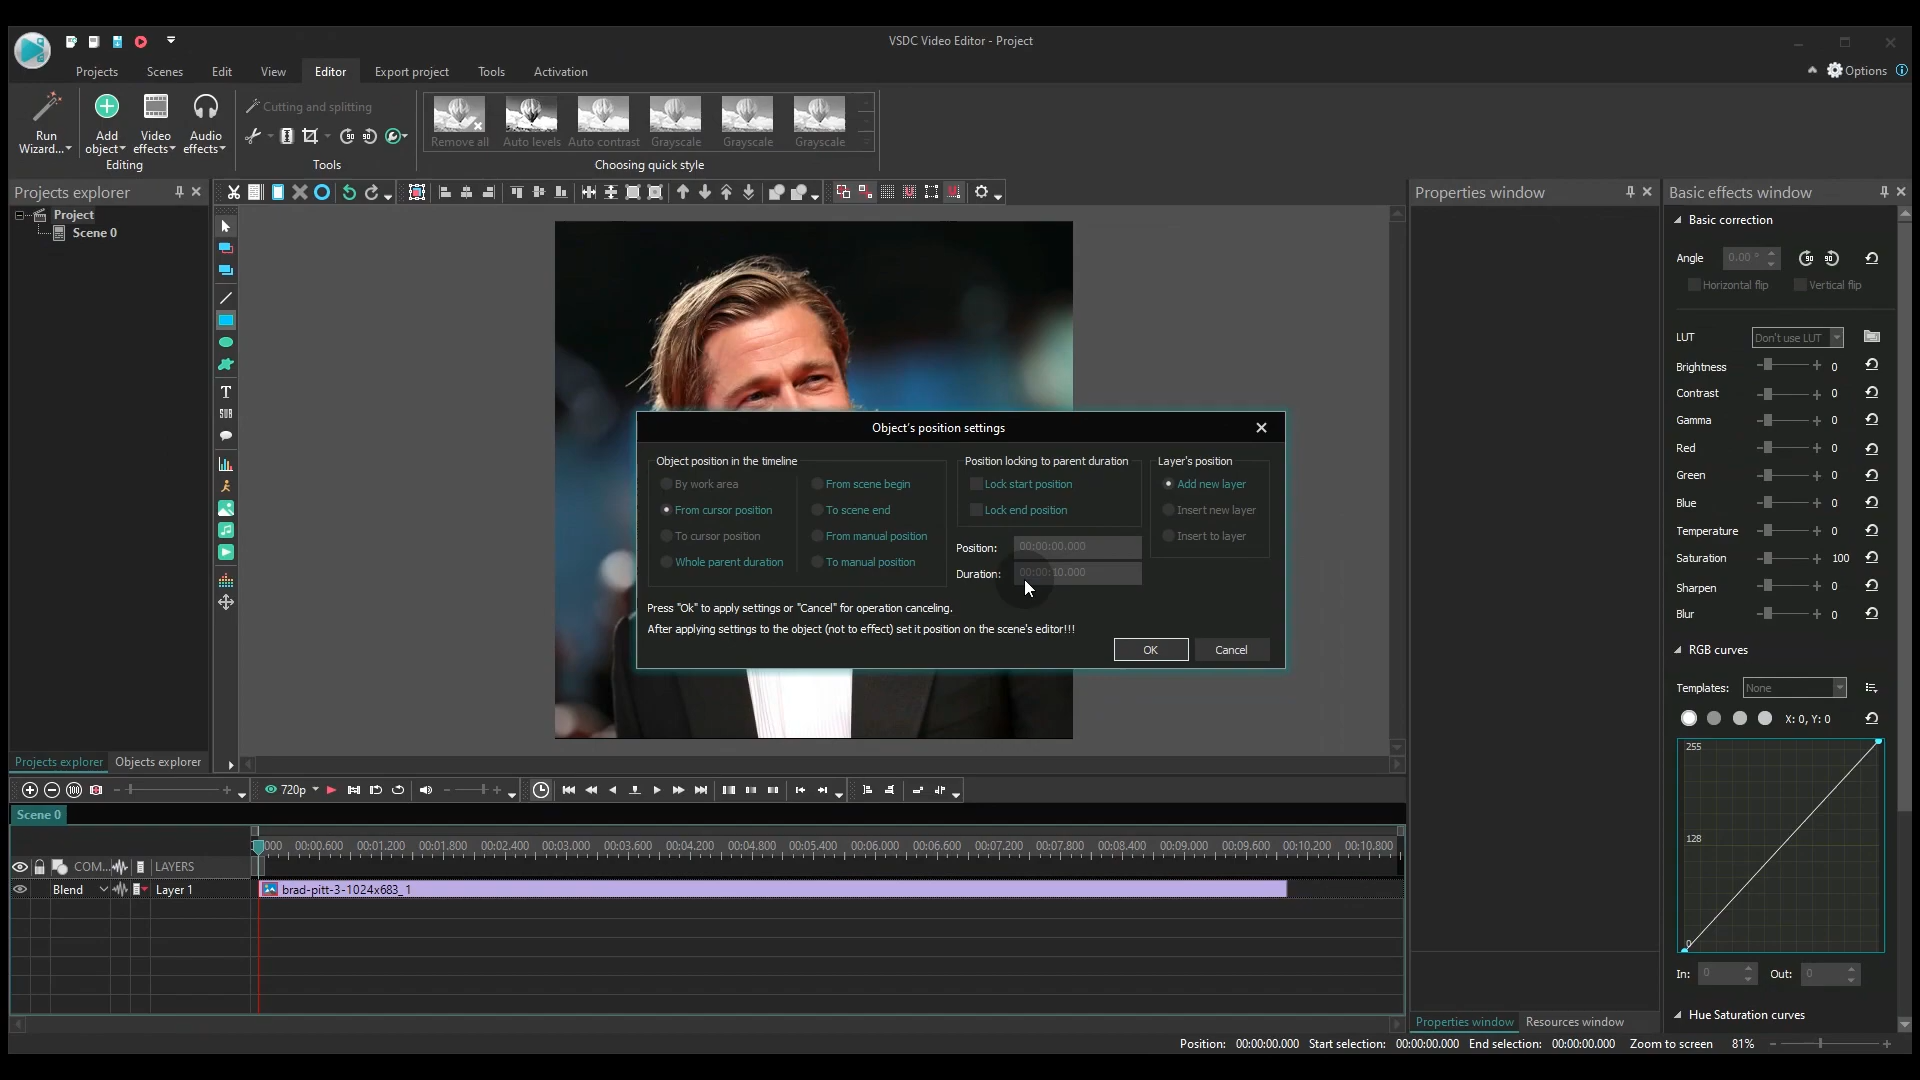 VSDC Video Editor - Project
Projects Scenes Edit View Editor Export project Tools Activation Options
Cutting and splitting
Run Wizard... Add object Video effects Audio effects
Remove all Auto levels Auto contrast Grayscale Grayscale Grayscale
Editing Tools Choosing quick style
Projects explorer Properties window Basic effects window
Project
Scene 0
Basic correction
Angle 0.00 °
Horizontal flip Vertical flip
LUT Don't use LUT
Brightness 0
Contrast 0
Gamma 0
Red 0
Green 0
Blue 0
Temperature 0
Saturation 100
Sharpen 0
Blur 0
RGB curves
Templates: None
X: 0, Y: 0
255
128
0
In: 0 Out: 0
Hue Saturation curves
T
SUB
Object's position settings
Object position in the timeline Position locking to parent duration Layer's position
By work area From scene begin Lock start position Add new layer
From cursor position To scene end Lock end position Insert new layer
To cursor position From manual position Insert to layer
Position: 00:00:00.000
Whole parent duration To manual position
Duration: 00:00:10.000
Press "Ok" to apply settings or "Cancel" for operation canceling.
After applying settings to the object (not to effect) set it position on the scene's editor!!!
OK Cancel
Projects explorer Objects explorer
720p
Scene 0
000 00:00.600 00:01.200 00:01.800 00:02.400 00:03.000 00:03.600 00:04.200 00:04.800 00:05.400 00:06.000 00:06.600 00:07.200 00:07.800 00:08.400 00:09.000 00:09.600 00:10.200 00:10.800
COM... LAYERS
Blend Layer 1 brad-pitt-3-1024x683_1
Properties window Resources window
Position: 00:00:00.000 Start selection: 00:00:00.000 End selection: 00:00:00.000 Zoom to screen 81%